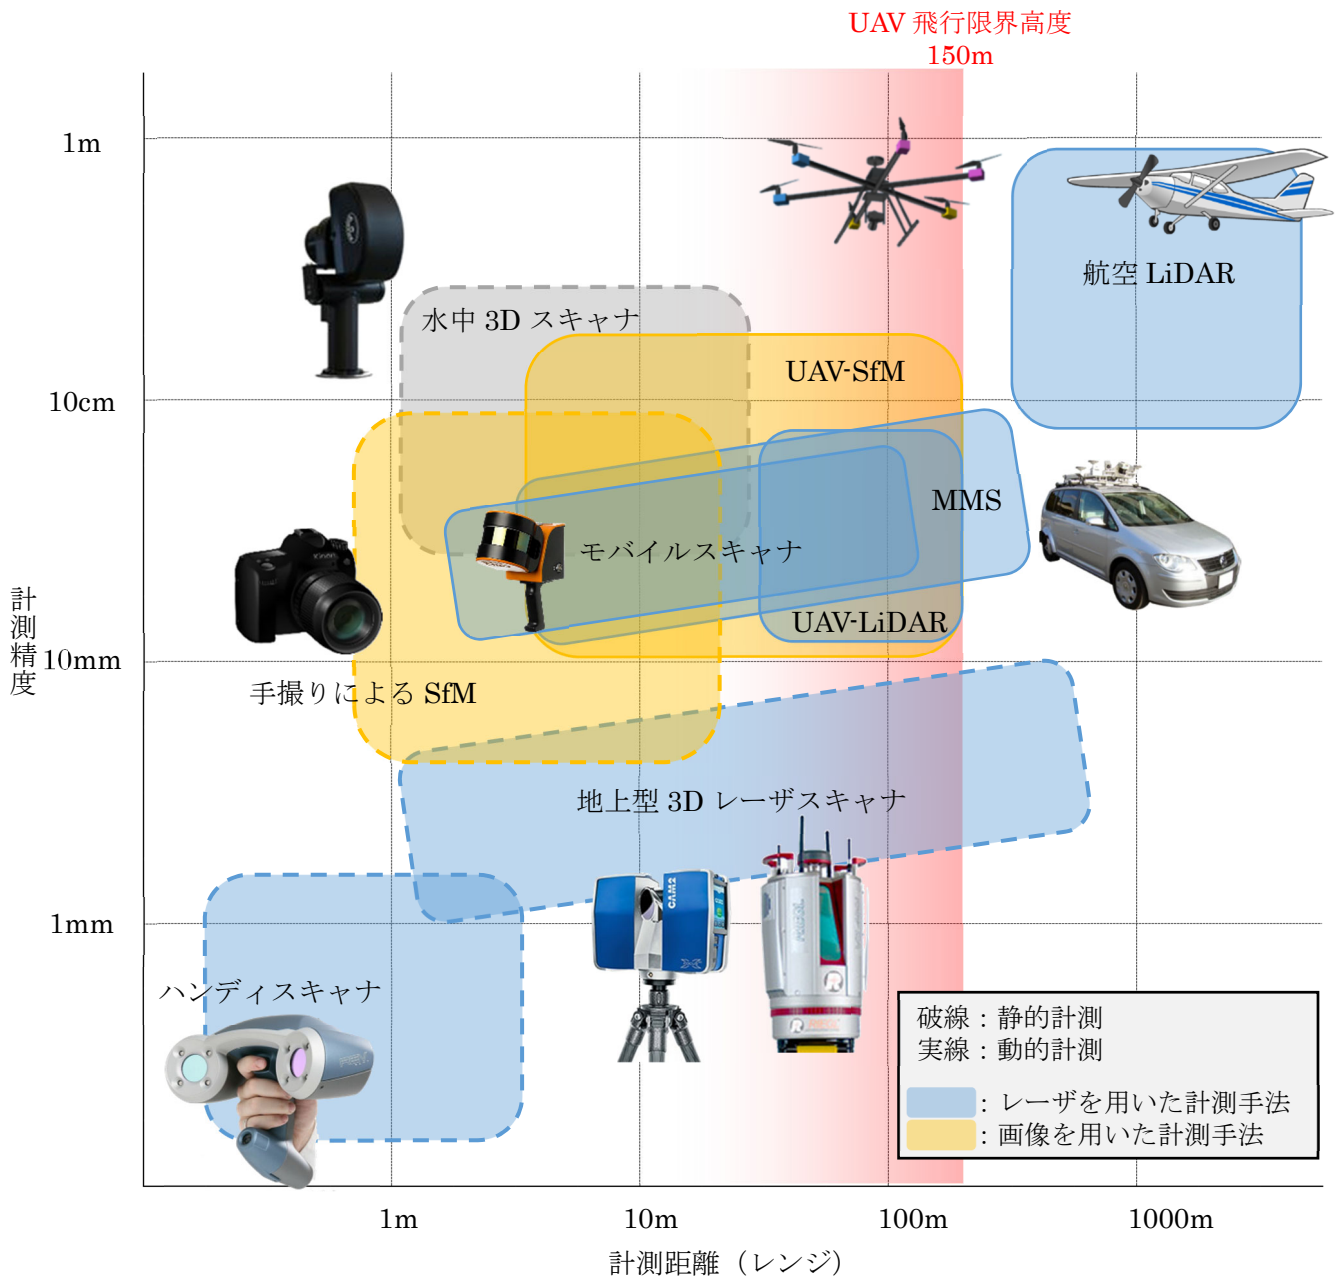 UAV 飛行限界高度
150m
1m
航空 LiDAR
水中 3D スキャナ
UAV-SfM
10cm
MMS
モバイルスキャナ
UAV-LiDAR
計測精度
10mm
手撮りによる SfM
地上型 3D レーザスキャナ
CAM2
1mm
ハンディスキャナ
破線：静的計測
実線：動的計測
：レーザを用いた計測手法
：画像を用いた計測手法
1m
10m
100m
1000m
計測距離（レンジ）